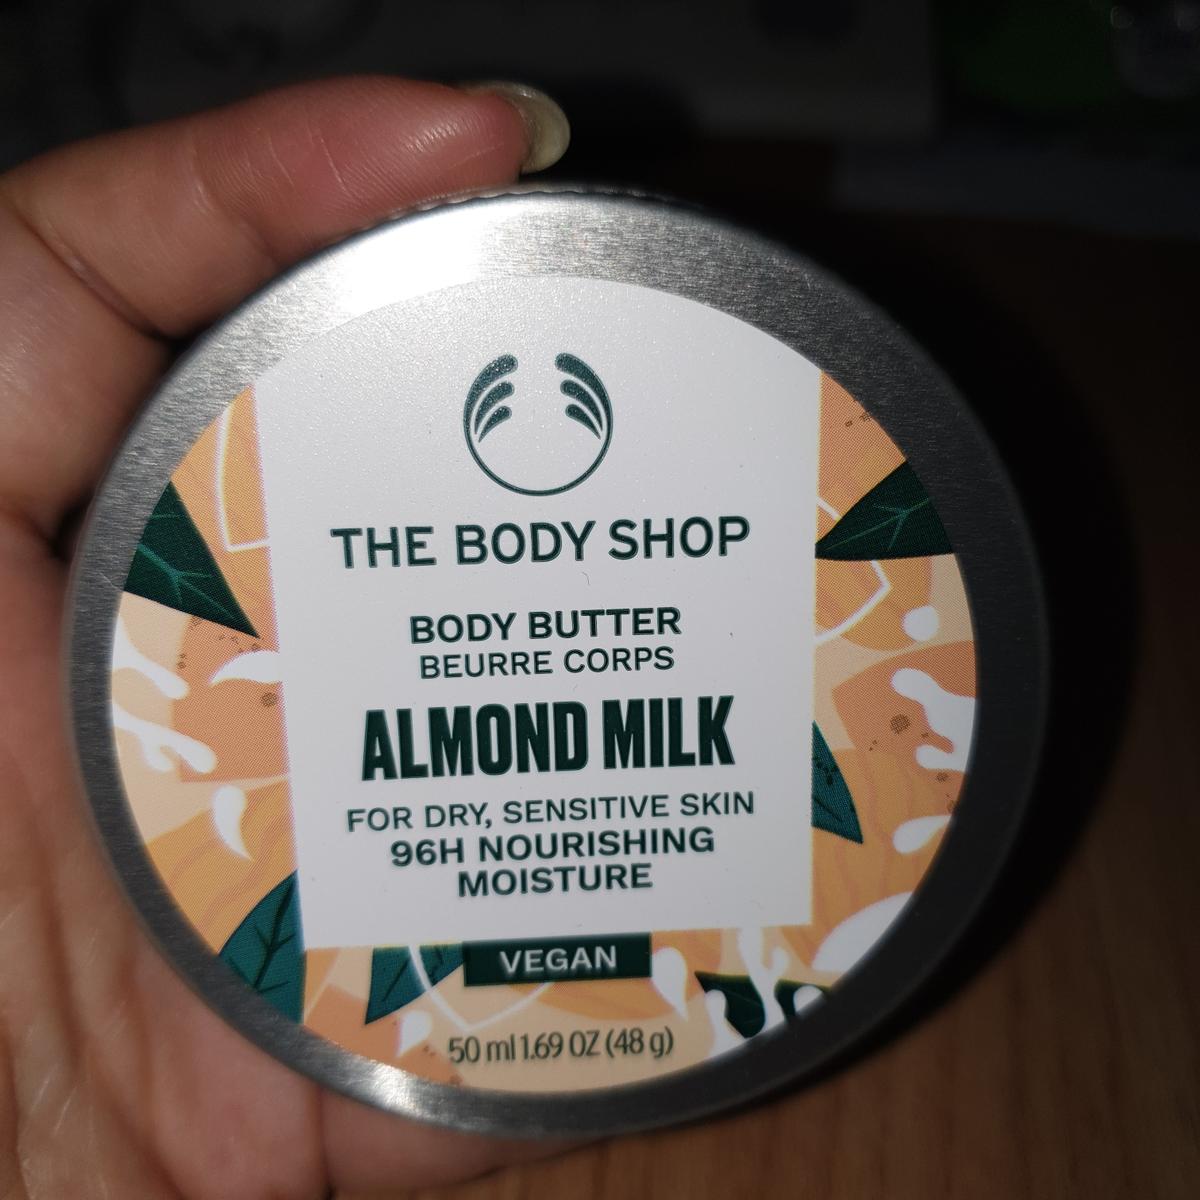 THE BODY SHOP
BODY BUTTER
BEURRE CORPS
ALMOND MILK
FOR DRY, SENSITIVE SKIN
96H NOURISHING
MOISTURE
VEGAN
50 ml 1.69 OZ (48 g)